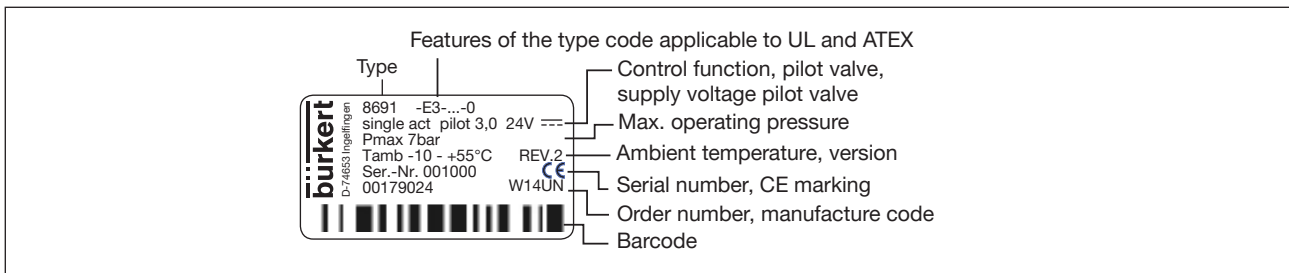 Features of the type code applicable to UL and ATEX
Type
Control function, pilot valve,
supply voltage pilot valve
Max. operating pressure
Ambient temperature, version
Serial number, CE marking
Order number, manufacture code
Barcode
bürkert
D-74653 Ingelfingen
8691 -E3-...-0
single act pilot 3,0 24V
Pmax 7bar
Tamb -10 - +55°C REV.2
Ser.-Nr. 001000 CE
00179024 W14UN